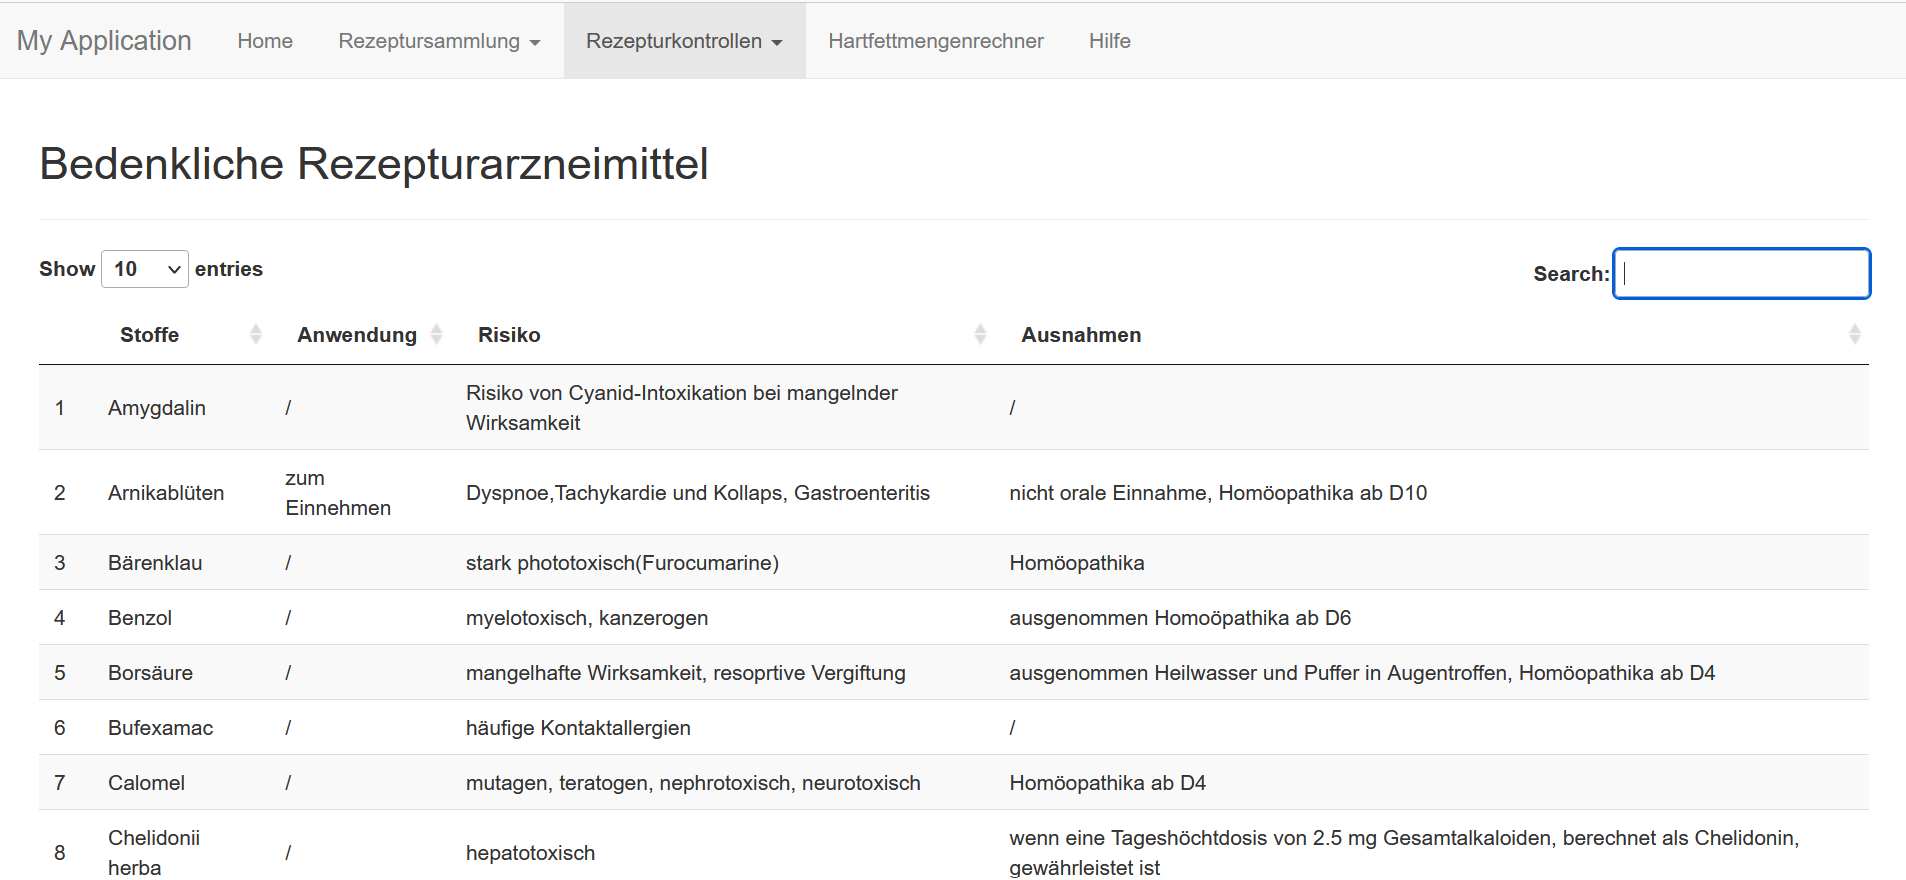 My Application Home Rezeptursammlung Rezepturkontrollen Hartfettmengenrechner Hilfe
Bedenkliche Rezepturarzneimittel
Show 10 entries Search:
Stoffe Anwendung Risiko Ausnahmen
1 Amygdalin / Risiko von Cyanid-Intoxikation bei mangelnder Wirksamkeit /
2 Arnikablüten zum Einnehmen Dyspnoe,Tachykardie und Kollaps, Gastroenteritis nicht orale Einnahme, Homöopathika ab D10
3 Bärenklau / stark phototoxisch(Furocumarine) Homöopathika
4 Benzol / myelotoxisch, kanzerogen ausgenommen Homoöpathika ab D6
5 Borsäure / mangelhafte Wirksamkeit, resoprtive Vergiftung ausgenommen Heilwasser und Puffer in Augentroffen, Homöopathika ab D4
6 Bufexamac / häufige Kontaktallergien /
7 Calomel / mutagen, teratogen, nephrotoxisch, neurotoxisch Homöopathika ab D4
8 Chelidonii herba / hepatotoxisch wenn eine Tageshöchtdosis von 2.5 mg Gesamtalkaloiden, berechnet als Chelidonin, gewährleistet ist